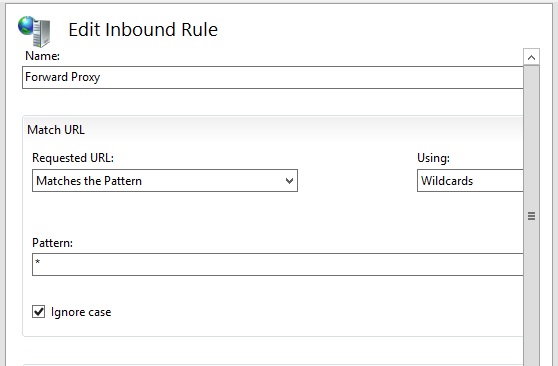 Edit Inbound Rule
Name:
Forward Proxy
Match URL
Requested URL: Using:
Matches the Pattern Wildcards
Pattern:
*
Ignore case